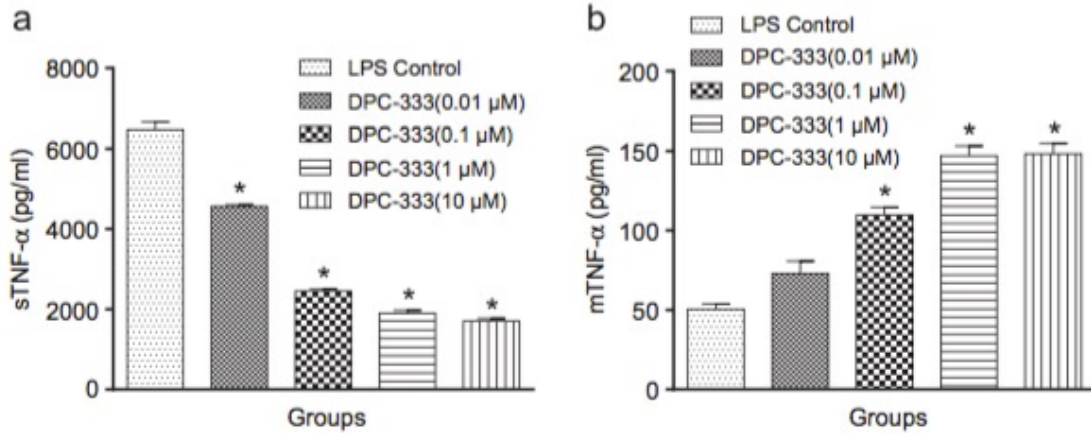 a
sTNF-α (pg/ml)
8000
6000
4000
2000
0
LPS Control
DPC-333(0.01 µM)
DPC-333(0.1 µM)
DPC-333(1 µM)
DPC-333(10 µM)
*
*
*
*
Groups
b
mTNF-α (pg/ml)
200
150
100
50
0
LPS Control
DPC-333(0.01 µM)
DPC-333(0.1 µM)
DPC-333(1 µM)
DPC-333(10 µM)
*
*
*
Groups